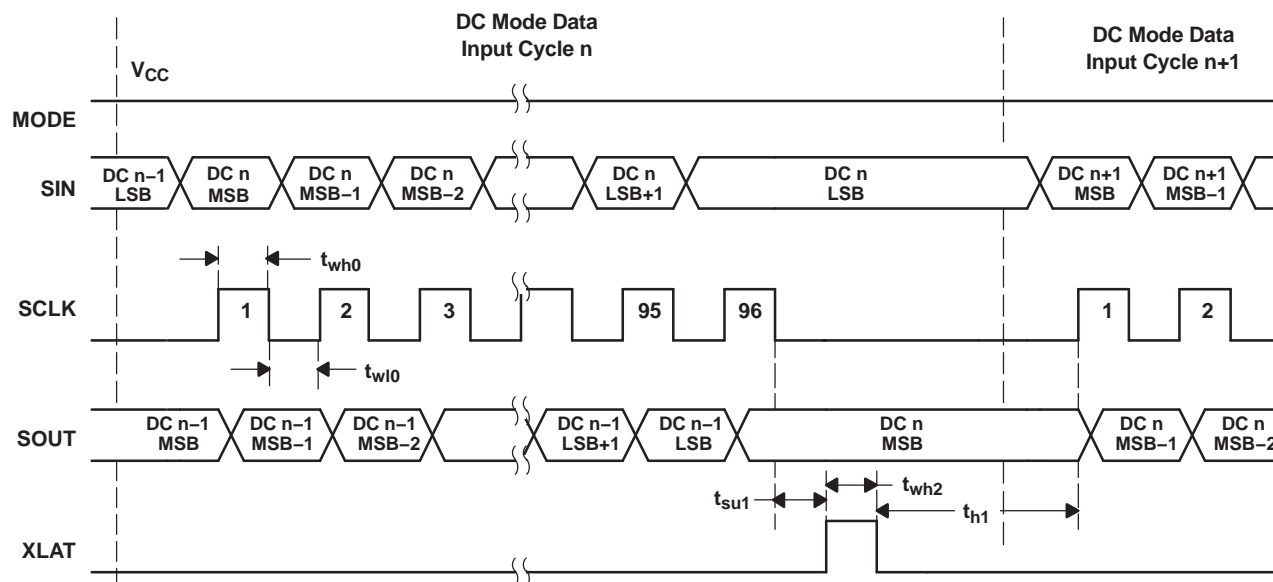 DC Mode Data
Input Cycle n
DC Mode Data
Input Cycle n+1
VCC
MODE
SIN
DC n–1
LSB
DC n
MSB
DC n
MSB–1
DC n
MSB–2
DC n
LSB+1
DC n
LSB
DC n+1
MSB
DC n+1
MSB–1
twh0
SCLK
1
2
3
95
96
1
2
twl0
SOUT
DC n–1
MSB
DC n–1
MSB–1
DC n–1
MSB–2
DC n–1
LSB+1
DC n–1
LSB
DC n
MSB
DC n
MSB–1
DC n
MSB–2
tsu1
twh2
th1
XLAT